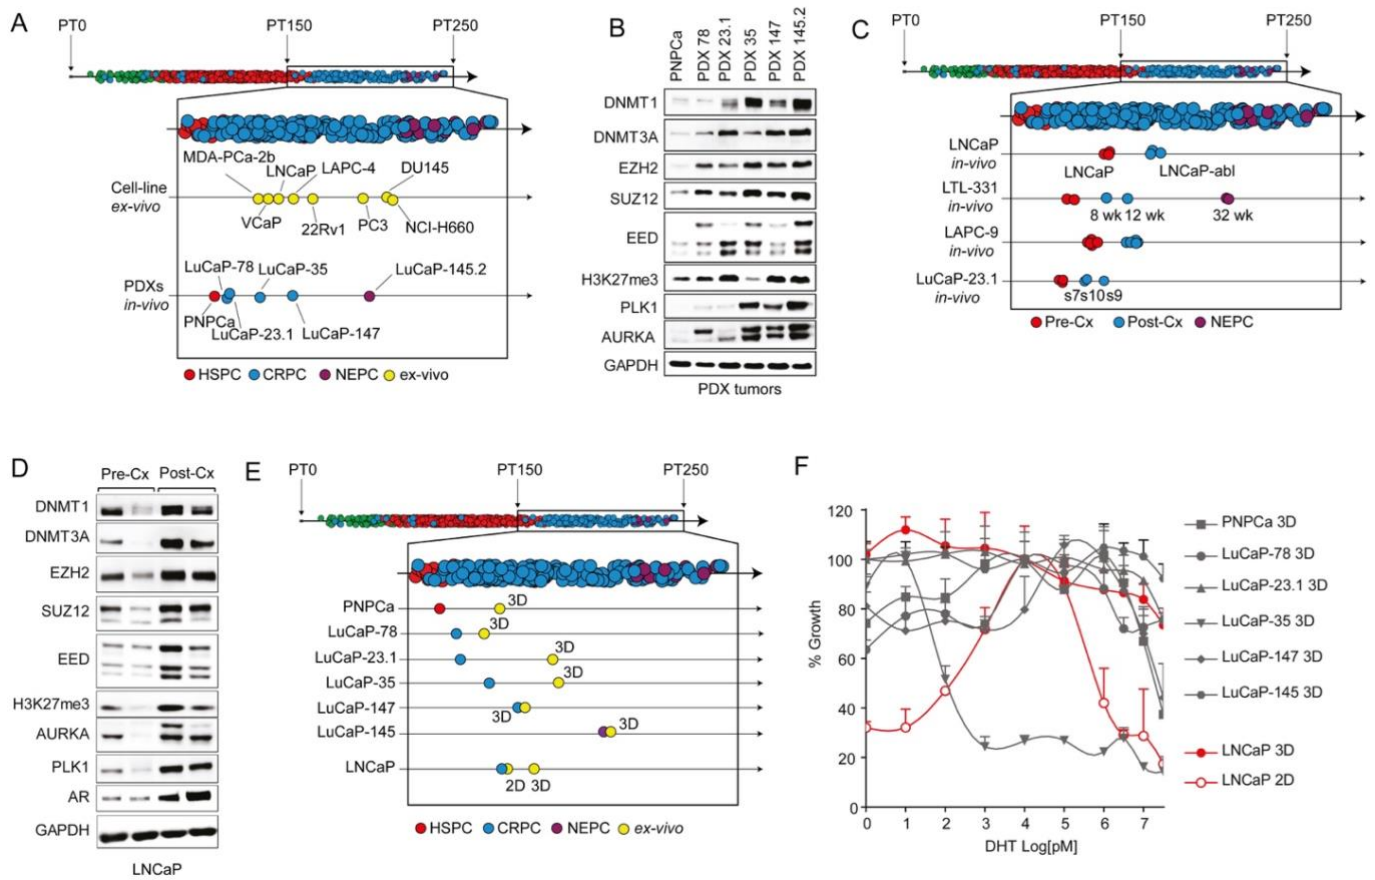 A
PT0
PT150
PT250
MDA-PCa-2b
LNCaP
LAPC-4
DU145
Cell-line
ex-vivo
VCaP
22Rv1
PC3
NCI-H660
LuCaP-78
LuCaP-35
LuCaP-145.2
PDXs
in-vivo
PNPCa
LuCaP-23.1
LuCaP-147
HSPC CRPC NEPC ex-vivo
B
PNPCa
PDX 78
PDX 23.1
PDX 35
PDX 147
PDX 145.2
DNMT1
DNMT3A
EZH2
SUZ12
EED
H3K27me3
PLK1
AURKA
GAPDH
PDX tumors
C
PT0
PT150
PT250
LNCaP
in-vivo
LNCaP
LNCaP-abl
LTL-331
in-vivo
8 wk 12 wk 32 wk
LAPC-9
in-vivo
LuCaP-23.1
in-vivo
s7s10s9
Pre-Cx Post-Cx NEPC
D
Pre-Cx Post-Cx
DNMT1
DNMT3A
EZH2
SUZ12
EED
H3K27me3
AURKA
PLK1
AR
GAPDH
LNCaP
E
PT0
PT150
PT250
PNPCa
3D
LuCaP-78
3D
LuCaP-23.1
3D
LuCaP-35
3D
LuCaP-147
3D
LuCaP-145
3D
LNCaP
2D 3D
HSPC CRPC NEPC ex-vivo
F
% Growth
120
100
80
60
40
20
0
0 1 2 3 4 5 6 7
DHT Log[pM]
PNPCa 3D
LuCaP-78 3D
LuCaP-23.1 3D
LuCaP-35 3D
LuCaP-147 3D
LuCaP-145 3D
LNCaP 3D
LNCaP 2D